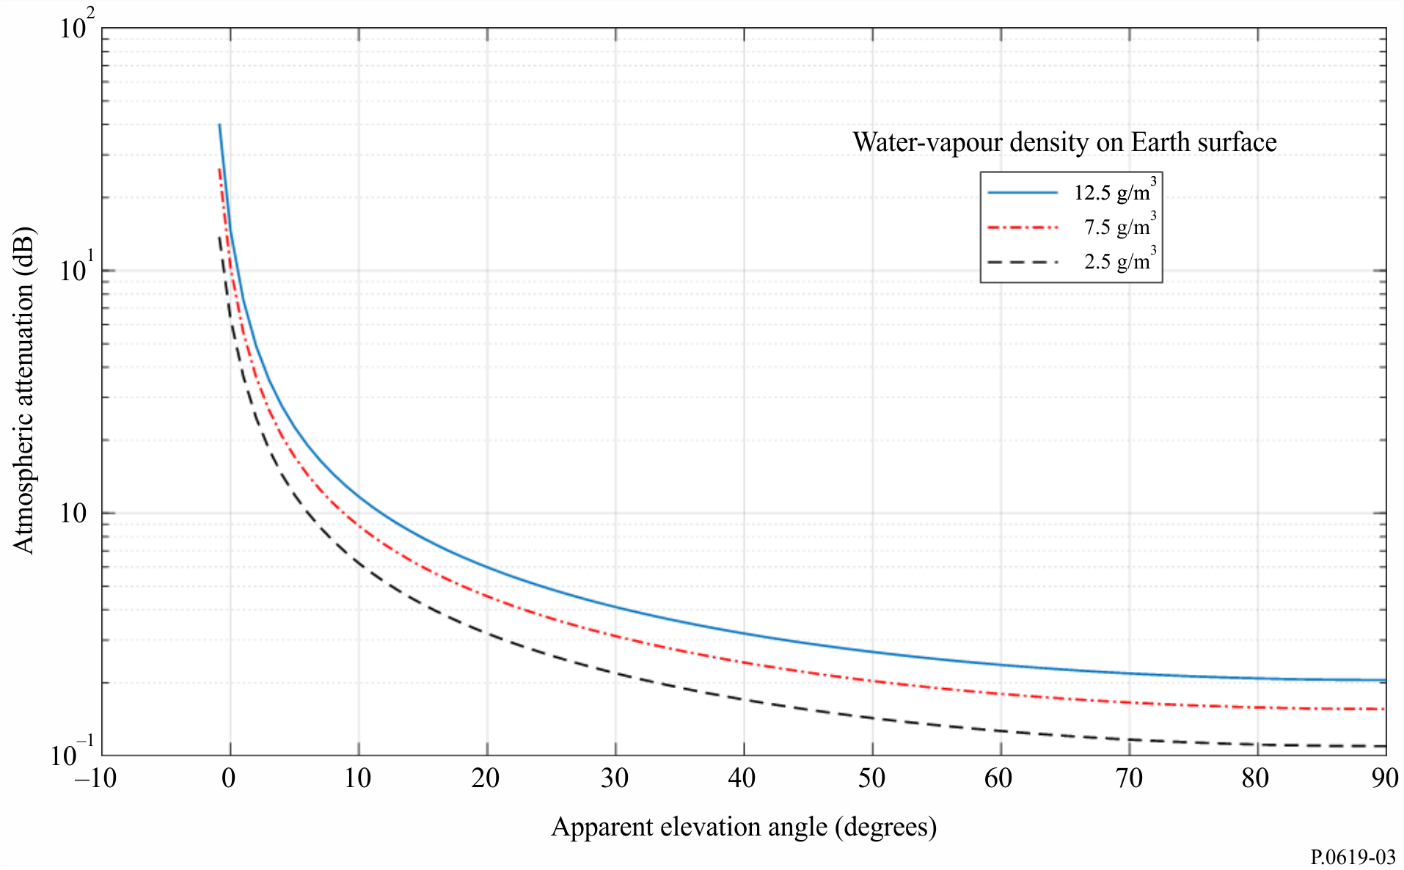 10²
10¹
10
10⁻¹
Atmospheric attenuation (dB)
Water-vapour density on Earth surface
12.5 g/m³
7.5 g/m³
2.5 g/m³
–10 0 10 20 30 40 50 60 70 80 90
Apparent elevation angle (degrees)
P.0619-03